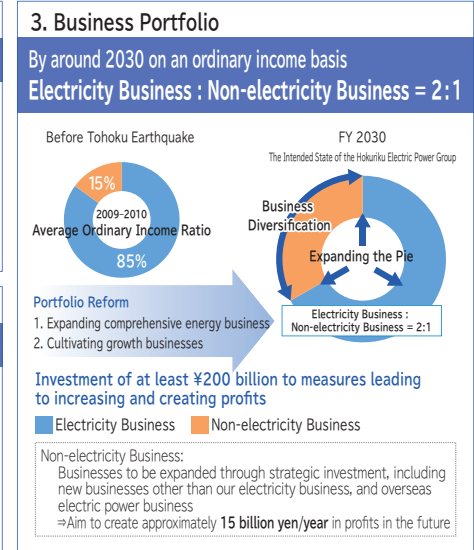 3. Business Portfolio
By around 2030 on an ordinary income basis
Electricity Business : Non-electricity Business = 2:1
Before Tohoku Earthquake
15%
2009–2010
Average Ordinary Income Ratio
85%
FY 2030
The Intended State of the Hokuriku Electric Power Group
Business
Diversification
Expanding the Pie
Electricity Business :
Non-electricity Business = 2:1
Portfolio Reform
1. Expanding comprehensive energy business
2. Cultivating growth businesses
Investment of at least ¥200 billion to measures leading
to increasing and creating profits
Electricity Business
Non-electricity Business
Non-electricity Business:
Businesses to be expanded through strategic investment, including
new businesses other than our electricity business, and overseas
electric power business
⇒Aim to create approximately 15 billion yen/year in profits in the future